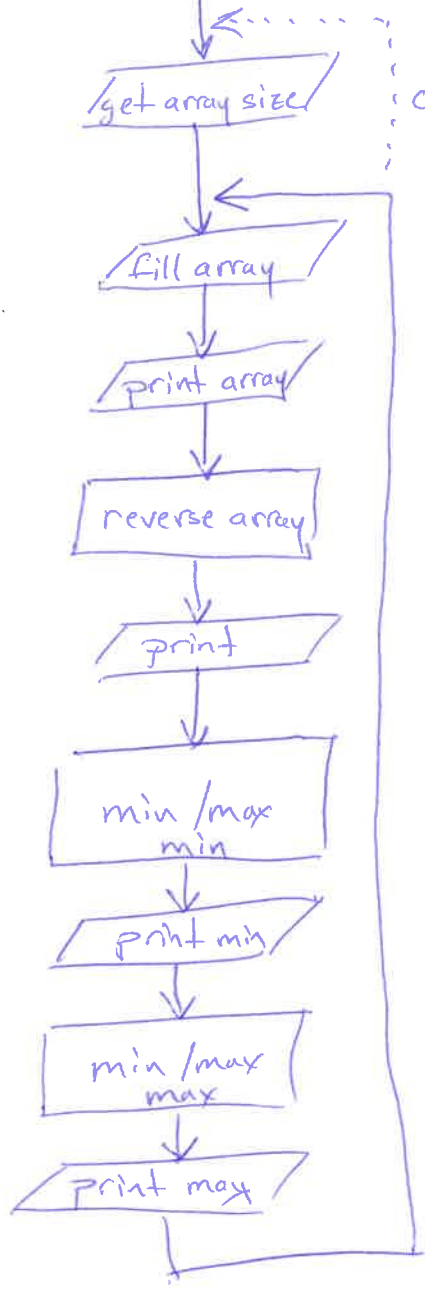 get array size
fill array
print array
reverse array
print
min /max
min
print min
min /max
max
print max